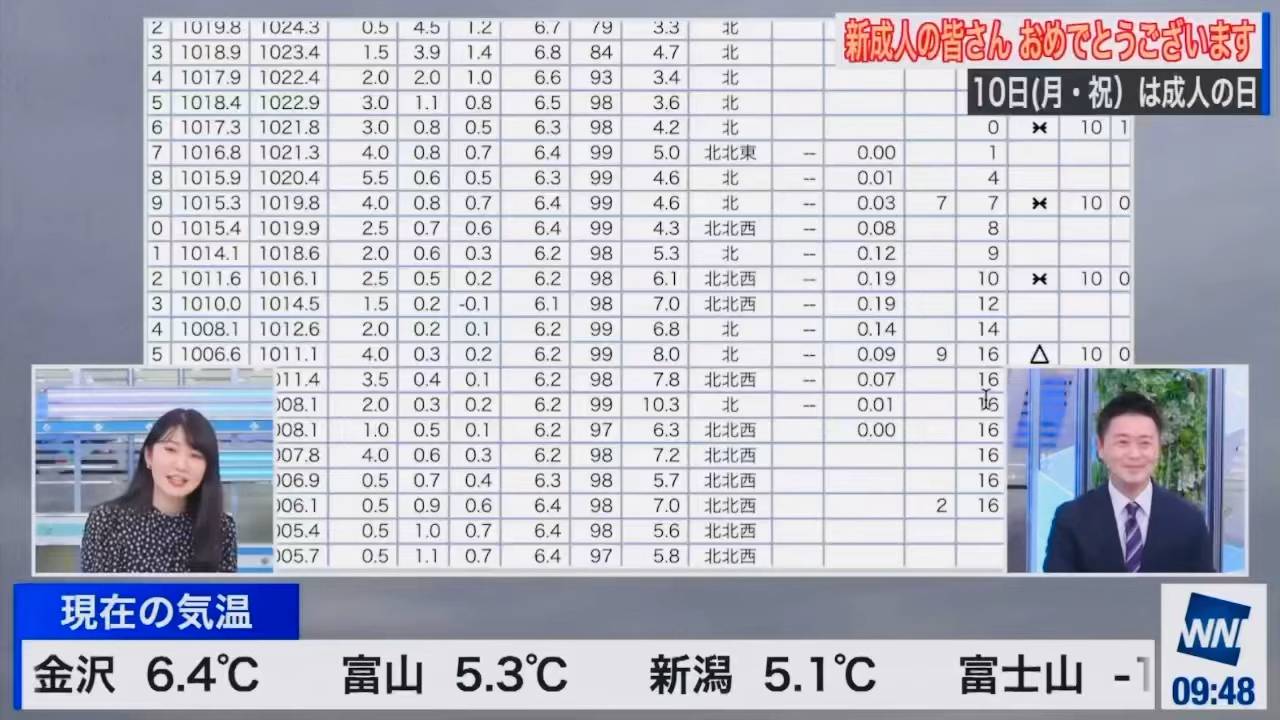 新成人の皆さん おめでとうございます
10日(月・祝)は成人の日
2 1019.8 1024.3 0.5 4.5 1.2 6.7 79 3.3 北
3 1018.9 1023.4 1.5 3.9 1.4 6.8 84 4.7 北
4 1017.9 1022.4 2.0 2.0 1.0 6.6 93 3.4 北
5 1018.4 1022.9 3.0 1.1 0.8 6.5 98 3.6 北
6 1017.3 1021.8 3.0 0.8 0.5 6.3 98 4.2 北 0 10 1
7 1016.8 1021.3 4.0 0.8 0.7 6.4 99 5.0 北北東 -- 0.00 1
8 1015.9 1020.4 5.5 0.6 0.5 6.3 99 4.6 北 -- 0.01 4
9 1015.3 1019.8 4.0 0.8 0.7 6.4 99 4.6 北 -- 0.03 7 7 10 0
0 1015.4 1019.9 2.5 0.7 0.6 6.4 99 4.3 北北西 -- 0.08 8
1 1014.1 1018.6 2.0 0.6 0.3 6.2 98 5.3 北 -- 0.12 9
2 1011.6 1016.1 2.5 0.5 0.2 6.2 98 6.1 北北西 -- 0.19 10 10 0
3 1010.0 1014.5 1.5 0.2 -0.1 6.1 98 7.0 北北西 -- 0.19 12
4 1008.1 1012.6 2.0 0.2 0.1 6.2 99 6.8 北 -- 0.14 14
5 1006.6 1011.1 4.0 0.3 0.2 6.2 99 8.0 北 -- 0.09 9 16 △ 10 0
011.4 3.5 0.4 0.1 6.2 98 7.8 北北西 -- 0.07 16
008.1 2.0 0.3 0.2 6.2 99 10.3 北 -- 0.01 16
008.1 1.0 0.5 0.1 6.2 97 6.3 北北西 0.00 16
007.8 4.0 0.6 0.3 6.2 98 7.2 北北西 16
006.9 0.5 0.7 0.4 6.3 98 5.7 北北西 16
006.1 0.5 0.9 0.6 6.4 98 7.0 北北西 2 16
005.4 0.5 1.0 0.7 6.4 98 5.6 北北西
005.7 0.5 1.1 0.7 6.4 97 5.8 北北西
現在の気温
金沢 6.4℃ 富山 5.3℃ 新潟 5.1℃ 富士山 -1
WNI
09:48